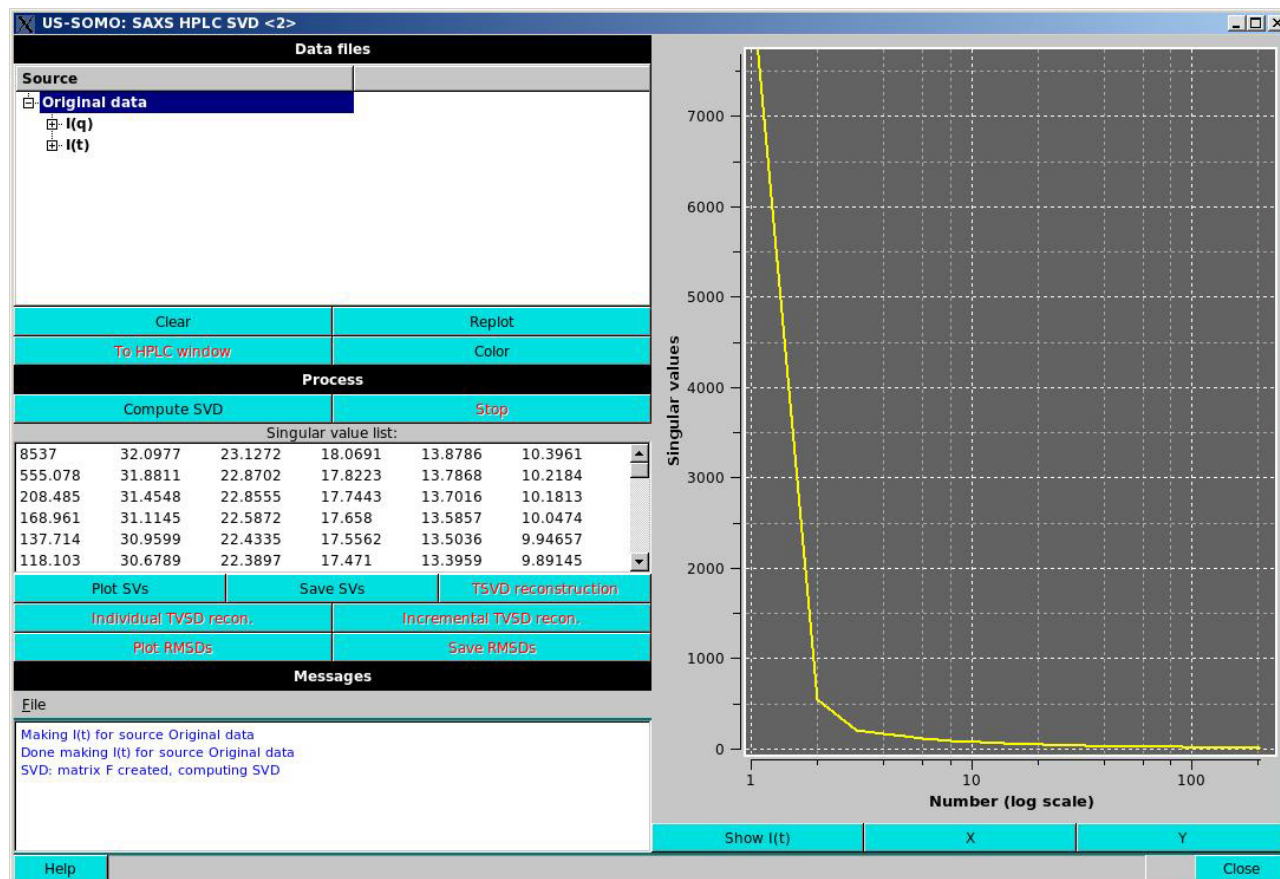 US-SOMO: SAXS HPLC SVD <2>
Data files
Source
Original data
I(q)
I(t)
Clear
Replot
To HPLC window
Color
Process
Compute SVD
Stop
Singular value list:
8537 32.0977 23.1272 18.0691 13.8786 10.3961
555.078 31.8811 22.8702 17.8223 13.7868 10.2184
208.485 31.4548 22.8555 17.7443 13.7016 10.1813
168.961 31.1145 22.5872 17.658 13.5857 10.0474
137.714 30.9599 22.4335 17.5562 13.5036 9.94657
118.103 30.6789 22.3897 17.471 13.3959 9.89145
Plot SVs
Save SVs
TSVD reconstruction
Individual TVSD recon.
Incremental TVSD recon.
Plot RMSDs
Save RMSDs
Messages
File
Making I(t) for source Original data
Done making I(t) for source Original data
SVD: matrix F created, computing SVD
Help
Singular values
7000
6000
5000
4000
3000
2000
1000
0
1 10 100
Number (log scale)
Show I(t)
X
Y
Close